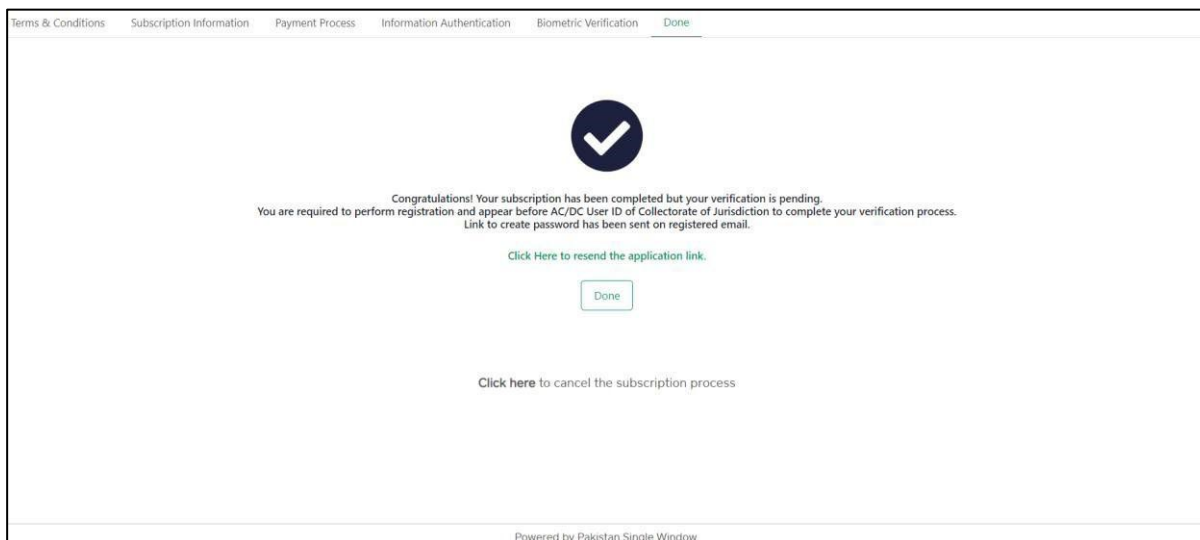 Terms & Conditions Subscription Information Payment Process Information Authentication Biometric Verification Done
Congratulations! Your subscription has been completed but your verification is pending.
You are required to perform registration and appear before AC/DC User ID of Collectorate of Jurisdiction to complete your verification process.
Link to create password has been sent on registered email.
Click Here to resend the application link.
Done
Click here to cancel the subscription process
Powered by Pakistan Single Window